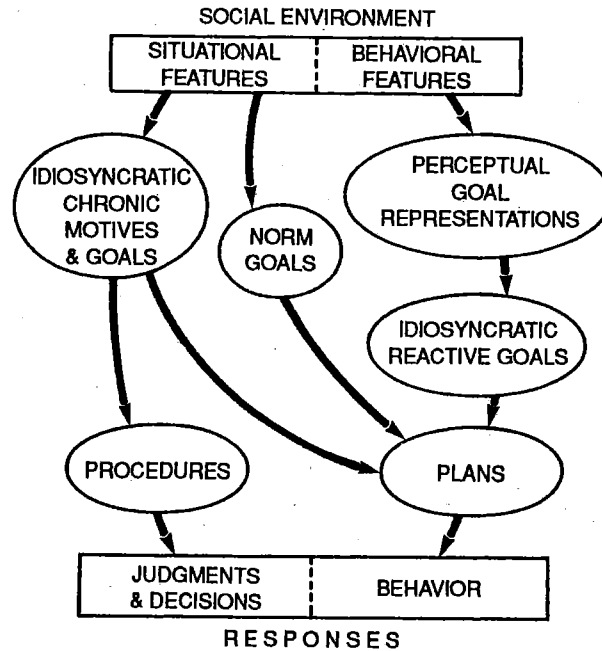 SOCIAL ENVIRONMENT
SITUATIONAL
FEATURES
BEHAVIORAL
FEATURES
IDIOSYNCRATIC
CHRONIC
MOTIVES
& GOALS
NORM
GOALS
PERCEPTUAL
GOAL
REPRESENTATIONS
IDIOSYNCRATIC
REACTIVE GOALS
PROCEDURES
PLANS
JUDGMENTS
& DECISIONS
BEHAVIOR
RESPONSES